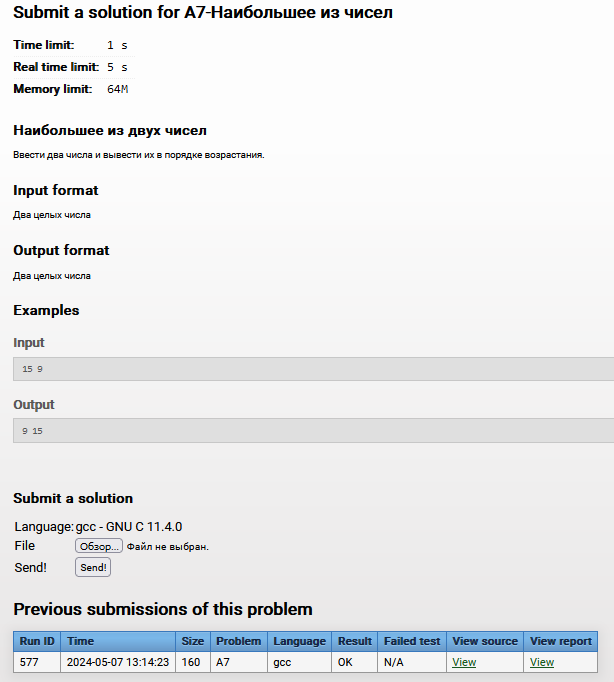 Submit a solution for A7-Наибольшее из чисел
Time limit: 1 s
Real time limit: 5 s
Memory limit: 64M
Наибольшее из двух чисел
Ввести два числа и вывести их в порядке возрастания.
Input format
Два целых числа
Output format
Два целых числа
Examples
Input
15 9
Output
9 15
Submit a solution
Language: gcc - GNU C 11.4.0
File Обзор... Файл не выбран.
Send! Send!
Previous submissions of this problem
Run ID Time Size Problem Language Result Failed test View source View report
577 2024-05-07 13:14:23 160 A7 gcc OK N/A View View